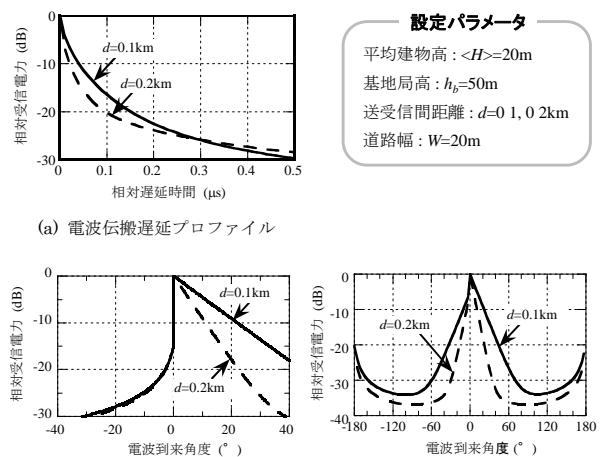 0
-10
-20
-30
相対受信電力 (dB)
d=0.1km
d=0.2km
0 0.1 0.2 0.3 0.4 0.5
相対遅延時間 (μs)
(a) 電波伝搬遅延プロファイル
設定パラメータ
平均建物高 : <H>=20m
基地局高 : h_b=50m
送受信間距離 : d=0 1, 0 2km
道路幅 : W=20m
0
-10
-20
-30
相対受信電力 (dB)
d=0.1km
d=0.2km
-40 -20 0 20 40
電波到来角度 (°)
0
-10
-20
-30
-40
相対受信電力 (dB)
d=0.1km
d=0.2km
-180 -120 -60 0 60 120 180
電波到来角度 (°)